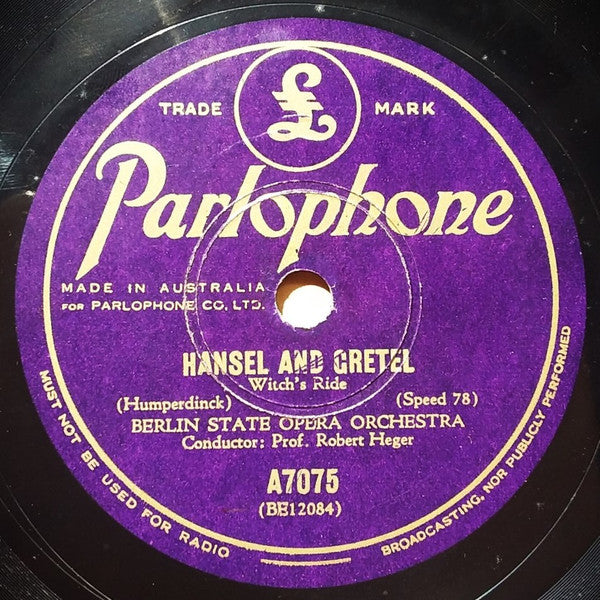 TRADE MARK
£
Parlophone
MADE IN AUSTRALIA
FOR PARLOPHONE CO, LTD.
HANSEL AND GRETEL
Witch's Ride
(Humperdinck) (Speed 78)
BERLIN STATE OPERA ORCHESTRA
Conductor: Prof. Robert Heger
A7075
(BE12084)
MUST NOT BE USED FOR RADIO
BROADCASTING, NOR PUBLICLY PERFORMED